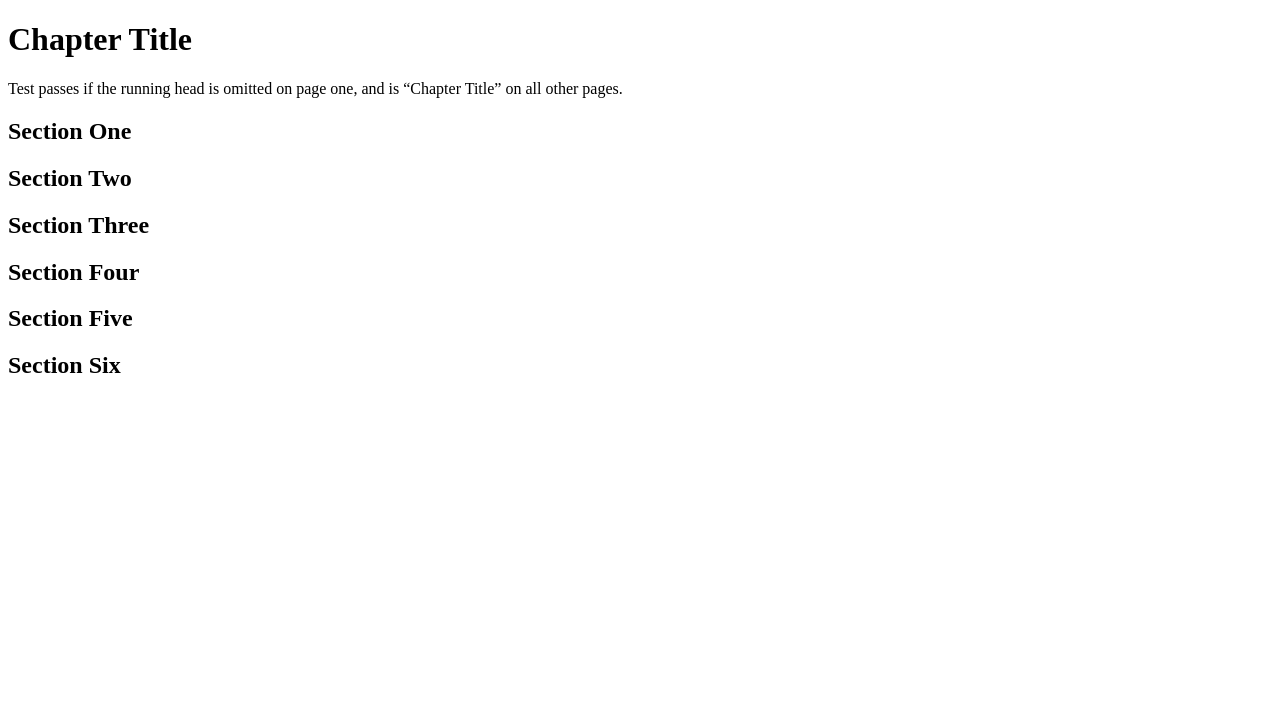 Chapter Title
Test passes if the running head is omitted on page one, and is “Chapter Title” on all other pages.
Section One
Section Two
Section Three
Section Four
Section Five
Section Six